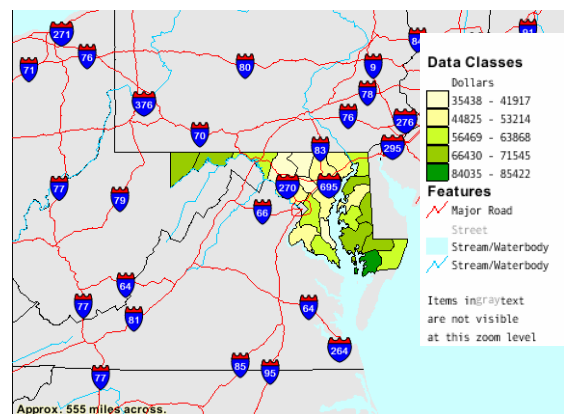 271
76
71
80
84
91
9
78
376
76
276
70
83
295
77
79
270
695
66
64
77
81
64
264
85
95
77
Data Classes
Dollars
35438 - 41917
44825 - 53214
56469 - 63868
66430 - 71545
84035 - 85422
Features
Major Road
Street
Stream/Waterbody
Stream/Waterbody
Items in gray text
are not visible
at this zoom level
Approx. 555 miles across.